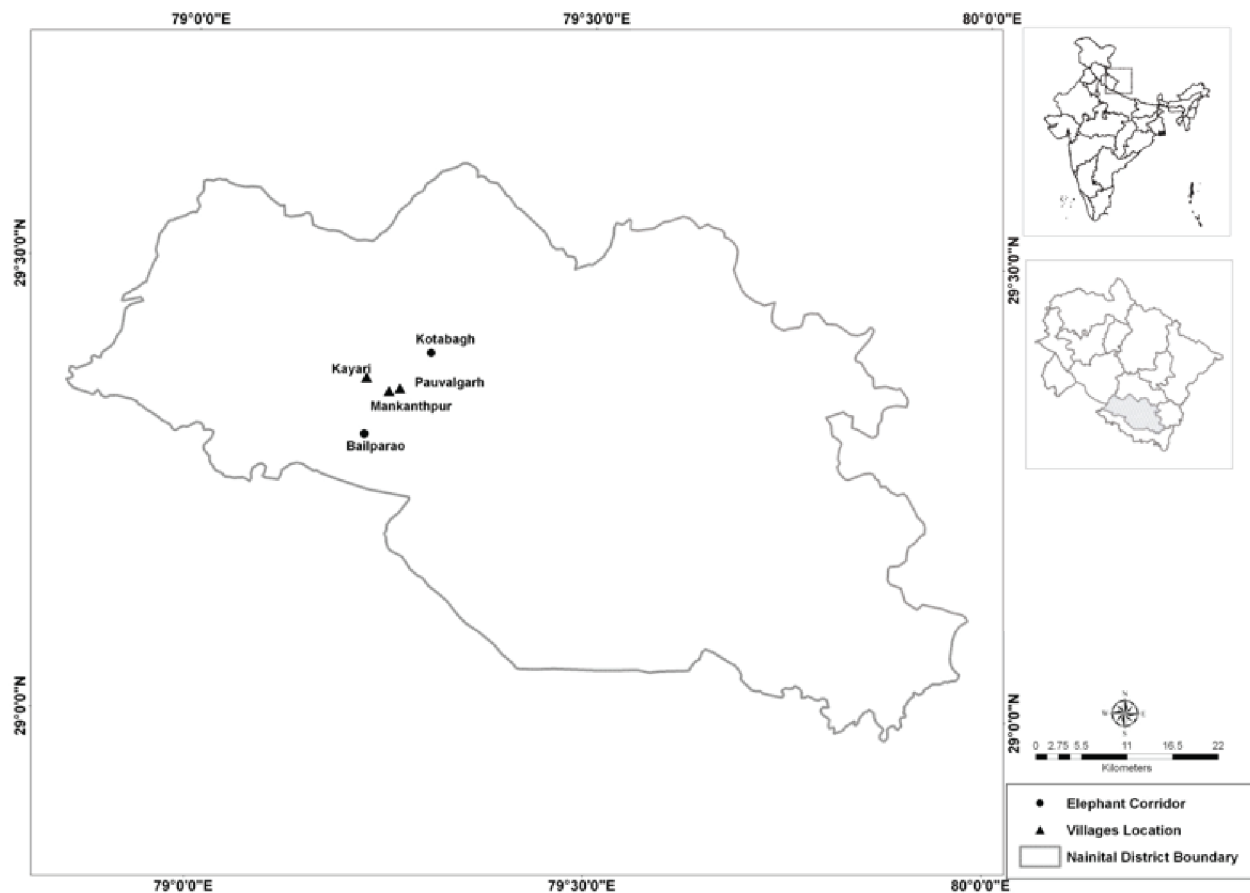 79°0'0"E
79°30'0"E
80°0'0"E
29°30'0"N
29°30'0"N
Kotabagh
Kayari
Pauvalgarh
Mankanthpur
Bailparao
29°0'0"N
29°0'0"N
N
S
0 2.75 5.5 11 16.5 22
Kilometers
Elephant Corridor
Villages Location
Nainital District Boundary
79°0'0"E
79°30'0"E
80°0'0"E